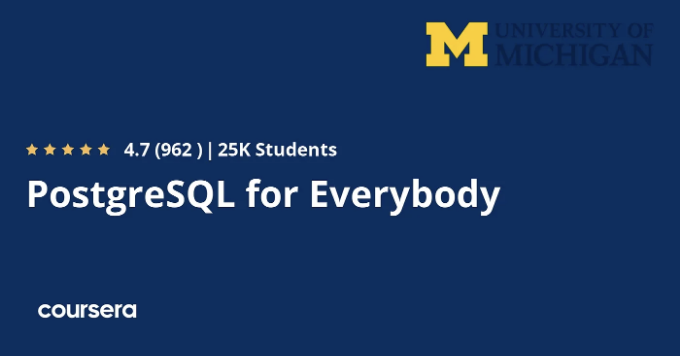 M UNIVERSITY OF
MICHIGAN
4.7 (962 ) | 25K Students
PostgreSQL for Everybody
coursera